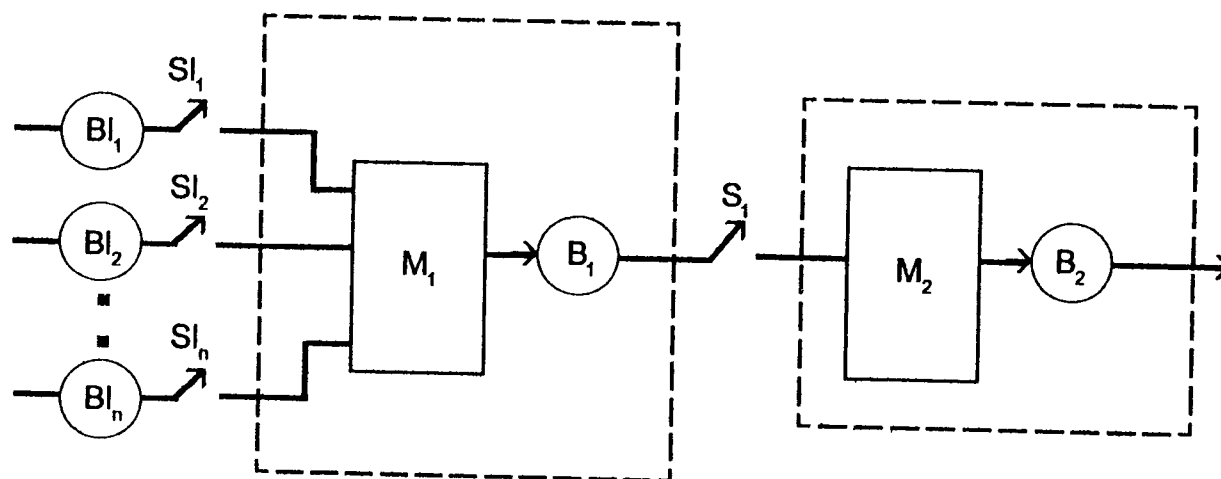 SI₁
BI₁
SI₂
BI₂
SIₙ
BIₙ
M₁
B₁
S₁
M₂
B₂